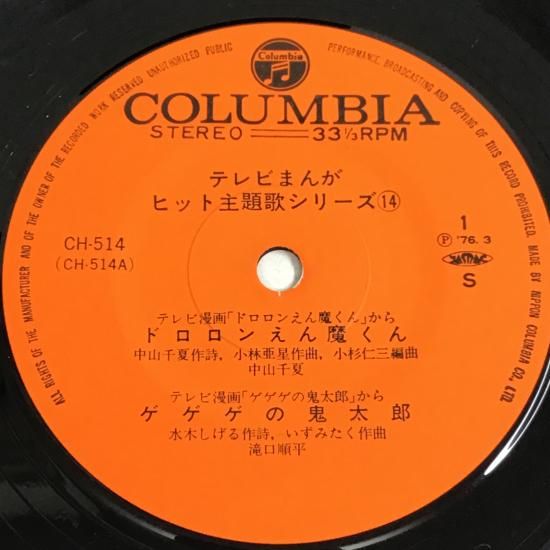 ALL RIGHTS OF THE MANUFACTURER AND OF THE OWNER OF THE RECORDED WORK RESERVED UNAUTHORIZED PUBLIC PERFORMANCE, BROADCASTING AND COPYING OF THIS RECORD PROHIBITED.
MADE BY NIPPON COLUMBIA CO., LTD.
Columbia
COLUMBIA
STEREO 33⅓RPM
テレビまんが
ヒット主題歌シリーズ⑭
CH-514
(CH-514A)
1
Ⓟ '76. 3
S
テレビ漫画「ドロロンえん魔くん」から
ドロロンえん魔くん
中山千夏作詩, 小林亜星作曲, 小杉仁三編曲
中山千夏
テレビ漫画「ゲゲゲの鬼太郎」から
ゲゲゲの鬼太郎
水木しげる作詩, いずみたく作曲
滝口順平